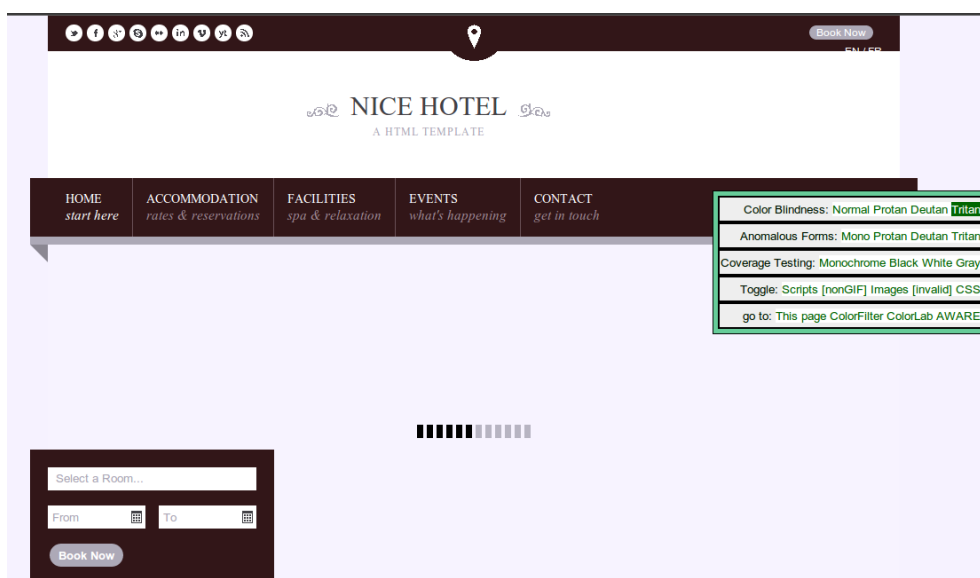 Book Now
EN / FR
NICE HOTEL
A HTML TEMPLATE
HOME
start here
ACCOMMODATION
rates & reservations
FACILITIES
spa & relaxation
EVENTS
what's happening
CONTACT
get in touch
Color Blindness: Normal Protan Deutan Tritan
Anomalous Forms: Mono Protan Deutan Tritan
Coverage Testing: Monochrome Black White Gray
Toggle: Scripts [nonGIF] Images [invalid] CSS
go to: This page ColorFilter ColorLab AWARE
Select a Room...
From
To
Book Now